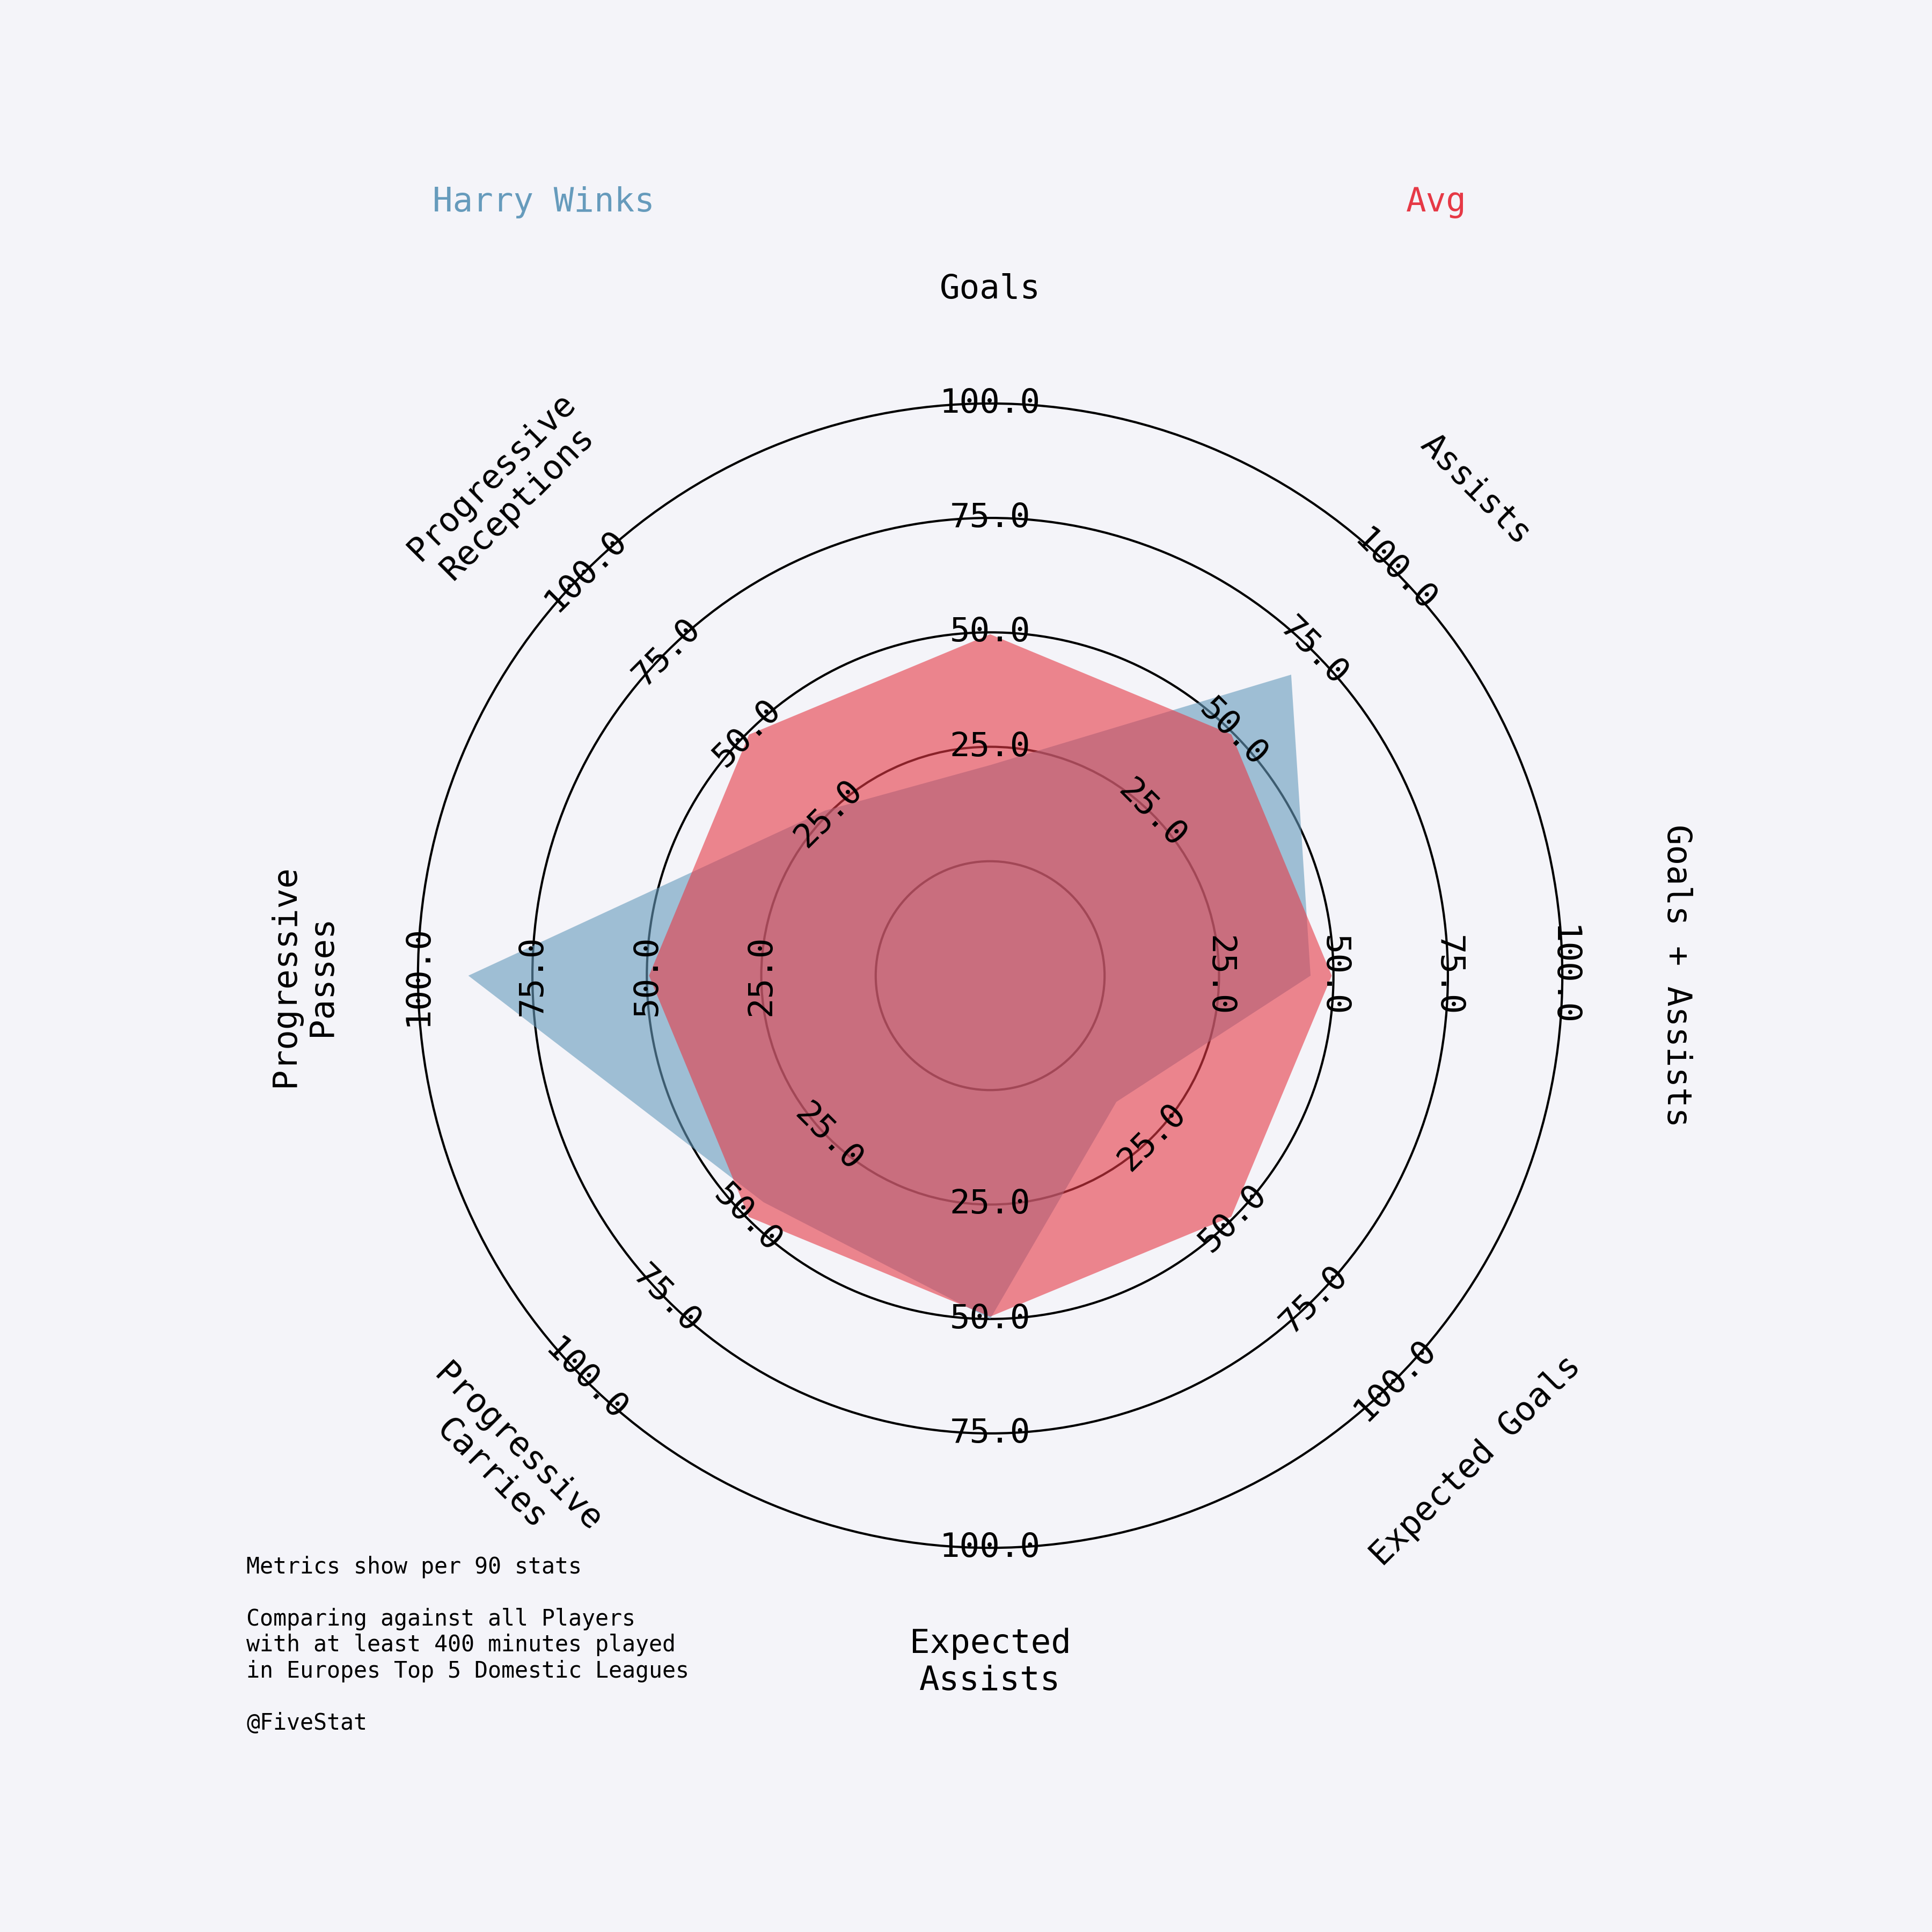 Harry Winks
Avg
Goals
Assists
Goals + Assists
Expected Goals
Expected
Assists
Progressive
Carries
Progressive
Passes
Progressive
Receptions
25.0
50.0
75.0
100.0
25.0
50.0
75.0
100.0
25.0
50.0
75.0
100.0
25.0
50.0
75.0
100.0
25.0
50.0
75.0
100.0
25.0
50.0
75.0
100.0
25.0
50.0
75.0
100.0
25.0
50.0
75.0
100.0
Metrics show per 90 stats
Comparing against all Players
with at least 400 minutes played
in Europes Top 5 Domestic Leagues
@FiveStat